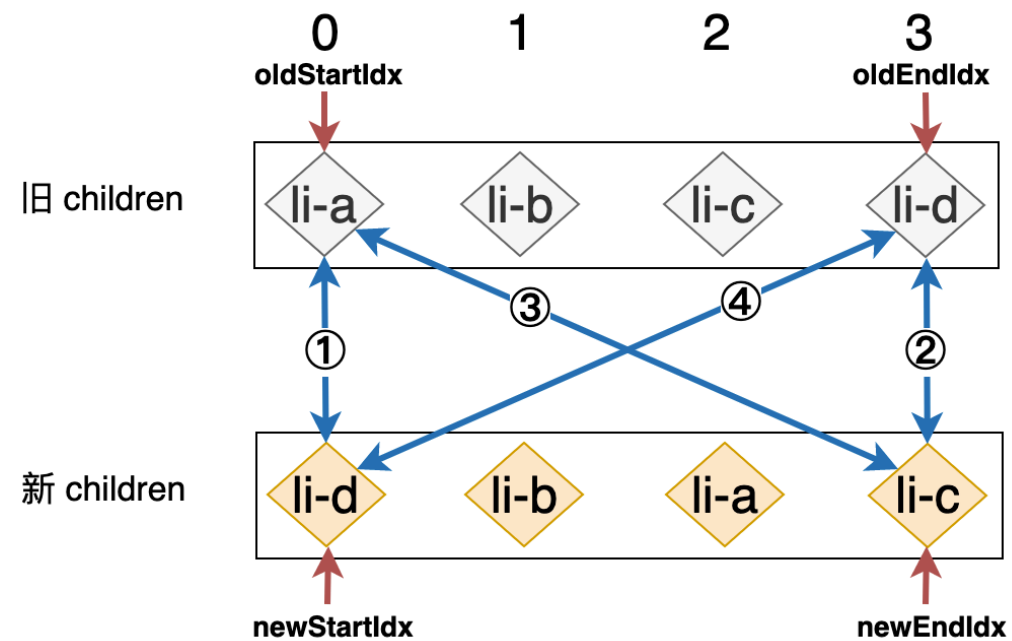 0 1 2 3
oldStartIdx oldEndIdx
旧 children li-a li-b li-c li-d
③ ④
① ②
新 children li-d li-b li-a li-c
newStartIdx newEndIdx